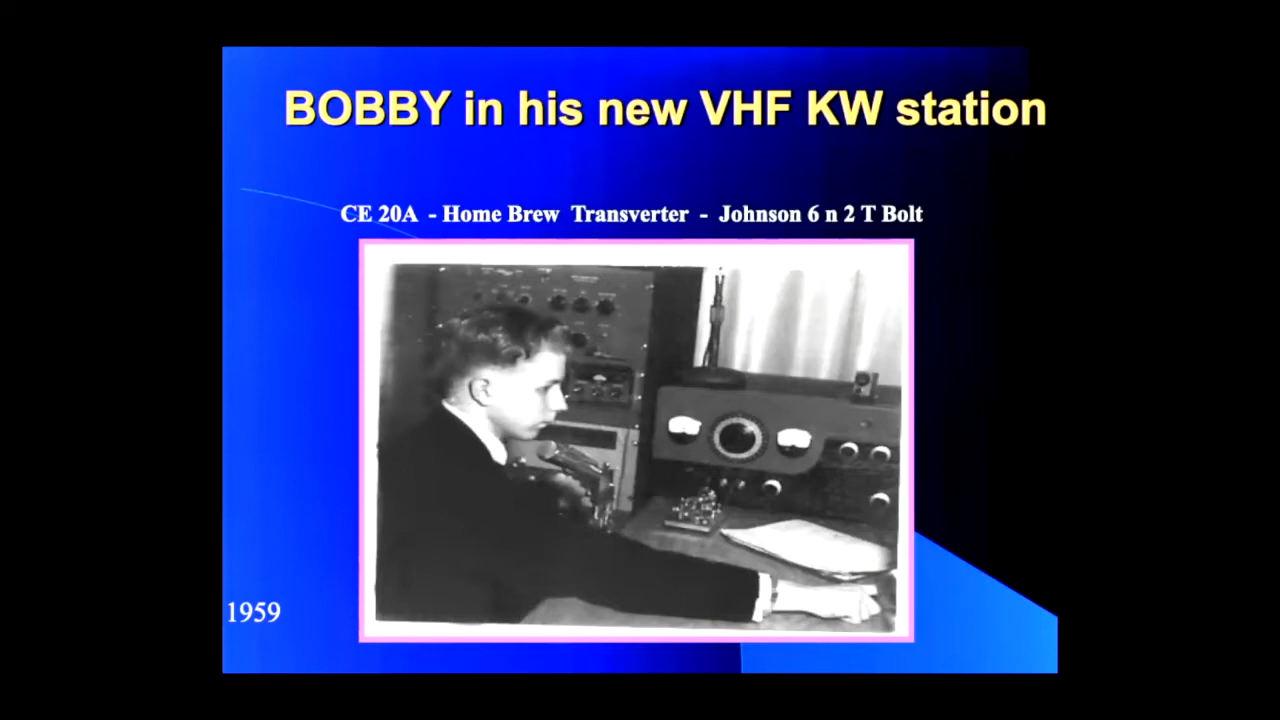 BOBBY in his new VHF KW station
CE 20A - Home Brew Transverter - Johnson 6 n 2 T Bolt
1959